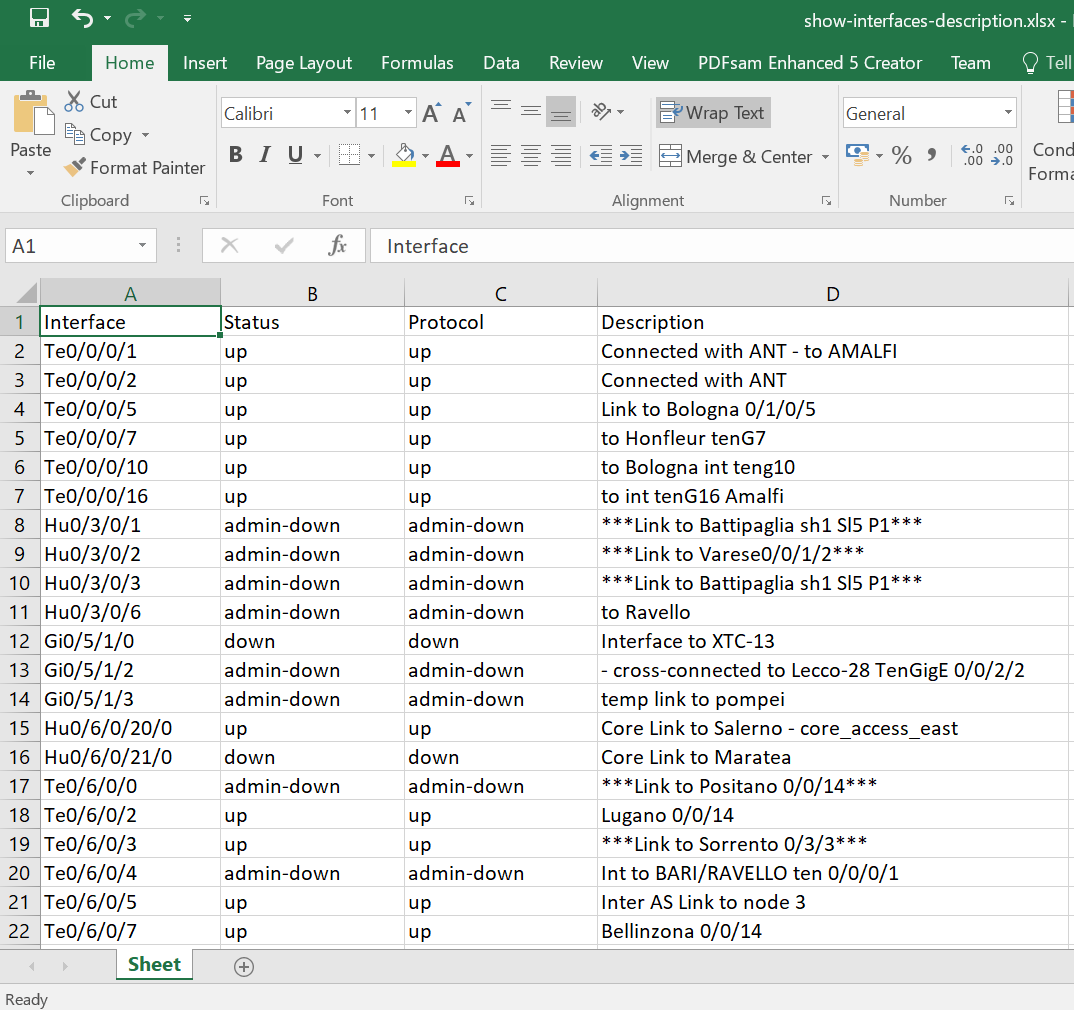 show-interfaces-description.xlsx -
File Home Insert Page Layout Formulas Data Review View PDFsam Enhanced 5 Creator Team Tell
Paste
Cut
Copy
Format Painter
Clipboard
Calibri 11 A A
B I U A
Font
Wrap Text
Merge & Center
Alignment
General
% , .0 .00 .00 .0
Number
Cond
Forma
A1 fx Interface
A B C D
1 Interface Status Protocol Description
2 Te0/0/0/1 up up Connected with ANT - to AMALFI
3 Te0/0/0/2 up up Connected with ANT
4 Te0/0/0/5 up up Link to Bologna 0/1/0/5
5 Te0/0/0/7 up up to Honfleur tenG7
6 Te0/0/0/10 up up to Bologna int teng10
7 Te0/0/0/16 up up to int tenG16 Amalfi
8 Hu0/3/0/1 admin-down admin-down ***Link to Battipaglia sh1 Sl5 P1***
9 Hu0/3/0/2 admin-down admin-down ***Link to Varese0/0/1/2***
10 Hu0/3/0/3 admin-down admin-down ***Link to Battipaglia sh1 Sl5 P1***
11 Hu0/3/0/6 admin-down admin-down to Ravello
12 Gi0/5/1/0 down down Interface to XTC-13
13 Gi0/5/1/2 admin-down admin-down - cross-connected to Lecco-28 TenGigE 0/0/2/2
14 Gi0/5/1/3 admin-down admin-down temp link to pompei
15 Hu0/6/0/20/0 up up Core Link to Salerno - core_access_east
16 Hu0/6/0/21/0 down down Core Link to Maratea
17 Te0/6/0/0 admin-down admin-down ***Link to Positano 0/0/14***
18 Te0/6/0/2 up up Lugano 0/0/14
19 Te0/6/0/3 up up ***Link to Sorrento 0/3/3***
20 Te0/6/0/4 admin-down admin-down Int to BARI/RAVELLO ten 0/0/0/1
21 Te0/6/0/5 up up Inter AS Link to node 3
22 Te0/6/0/7 up up Bellinzona 0/0/14
Sheet
Ready